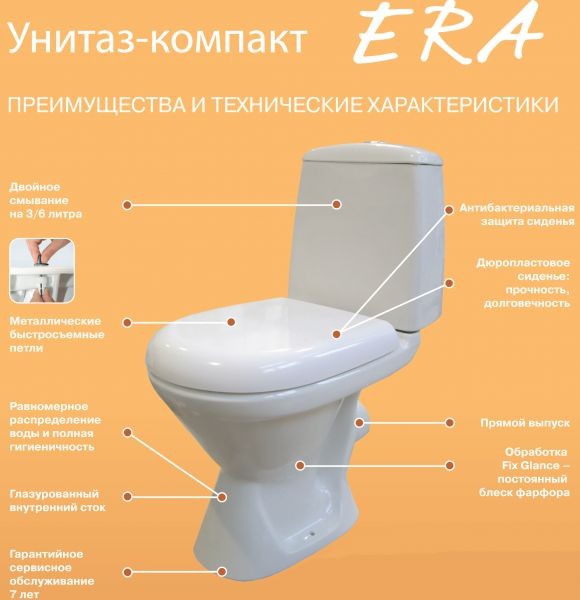 Унитаз-компакт ERA
ПРЕИМУЩЕСТВА И ТЕХНИЧЕСКИЕ ХАРАКТЕРИСТИКИ
Двойное
смывание
на 3/6 литра
Металлические
быстросъемные
петли
Равномерное
распределение
воды и полная
гигиеничность
Глазурованный
внутренний сток
Гарантийное
сервисное
обслуживание
7 лет
Антибактериальная
защита сиденья
Дюропластовое
сиденье:
прочность,
долговечность
Прямой выпуск
Обработка
Fix Glance –
постоянный
блеск фарфора